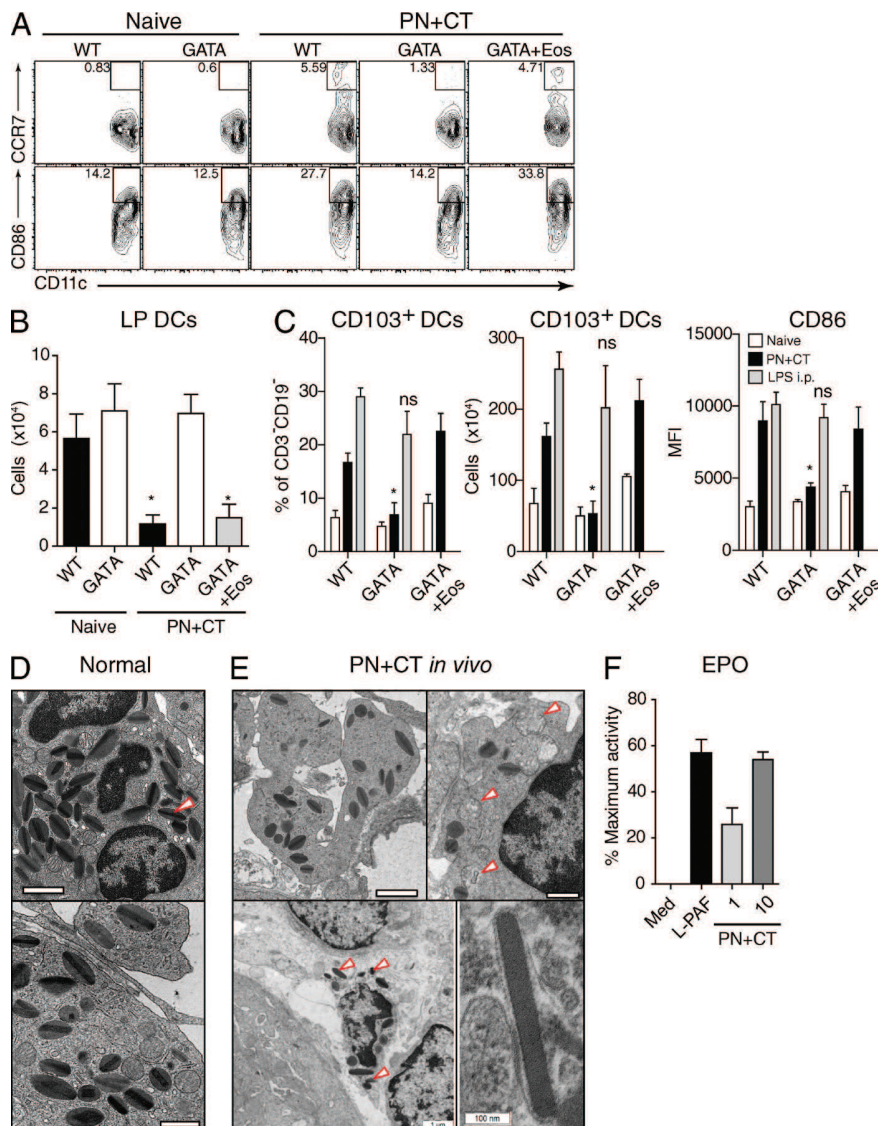 A
Naive
PN+CT
WT
GATA
WT
GATA
GATA+Eos
0.83
0.6
5.59
1.33
4.71
CCR7
14.2
12.5
27.7
14.2
33.8
CD86
CD11c
B
LP DCs
Cells (x10⁴)
10
8
6
4
2
0
*
*
WT
GATA
WT
GATA
GATA
+Eos
Naive
PN+CT
C
CD103⁺ DCs
% of CD3⁻CD19⁻
40
30
20
10
0
ns
*
WT
GATA
GATA
+Eos
CD103⁺ DCs
Cells (x10⁴)
300
200
100
0
ns
*
WT
GATA
GATA
+Eos
CD86
MFI
15000
10000
5000
0
Naive
PN+CT
LPS i.p.
ns
*
WT
GATA
GATA
+Eos
D
Normal
E
PN+CT in vivo
1 µm
100 nm
F
EPO
% Maximum activity
80
60
40
20
0
Med
L-PAF
1
10
PN+CT